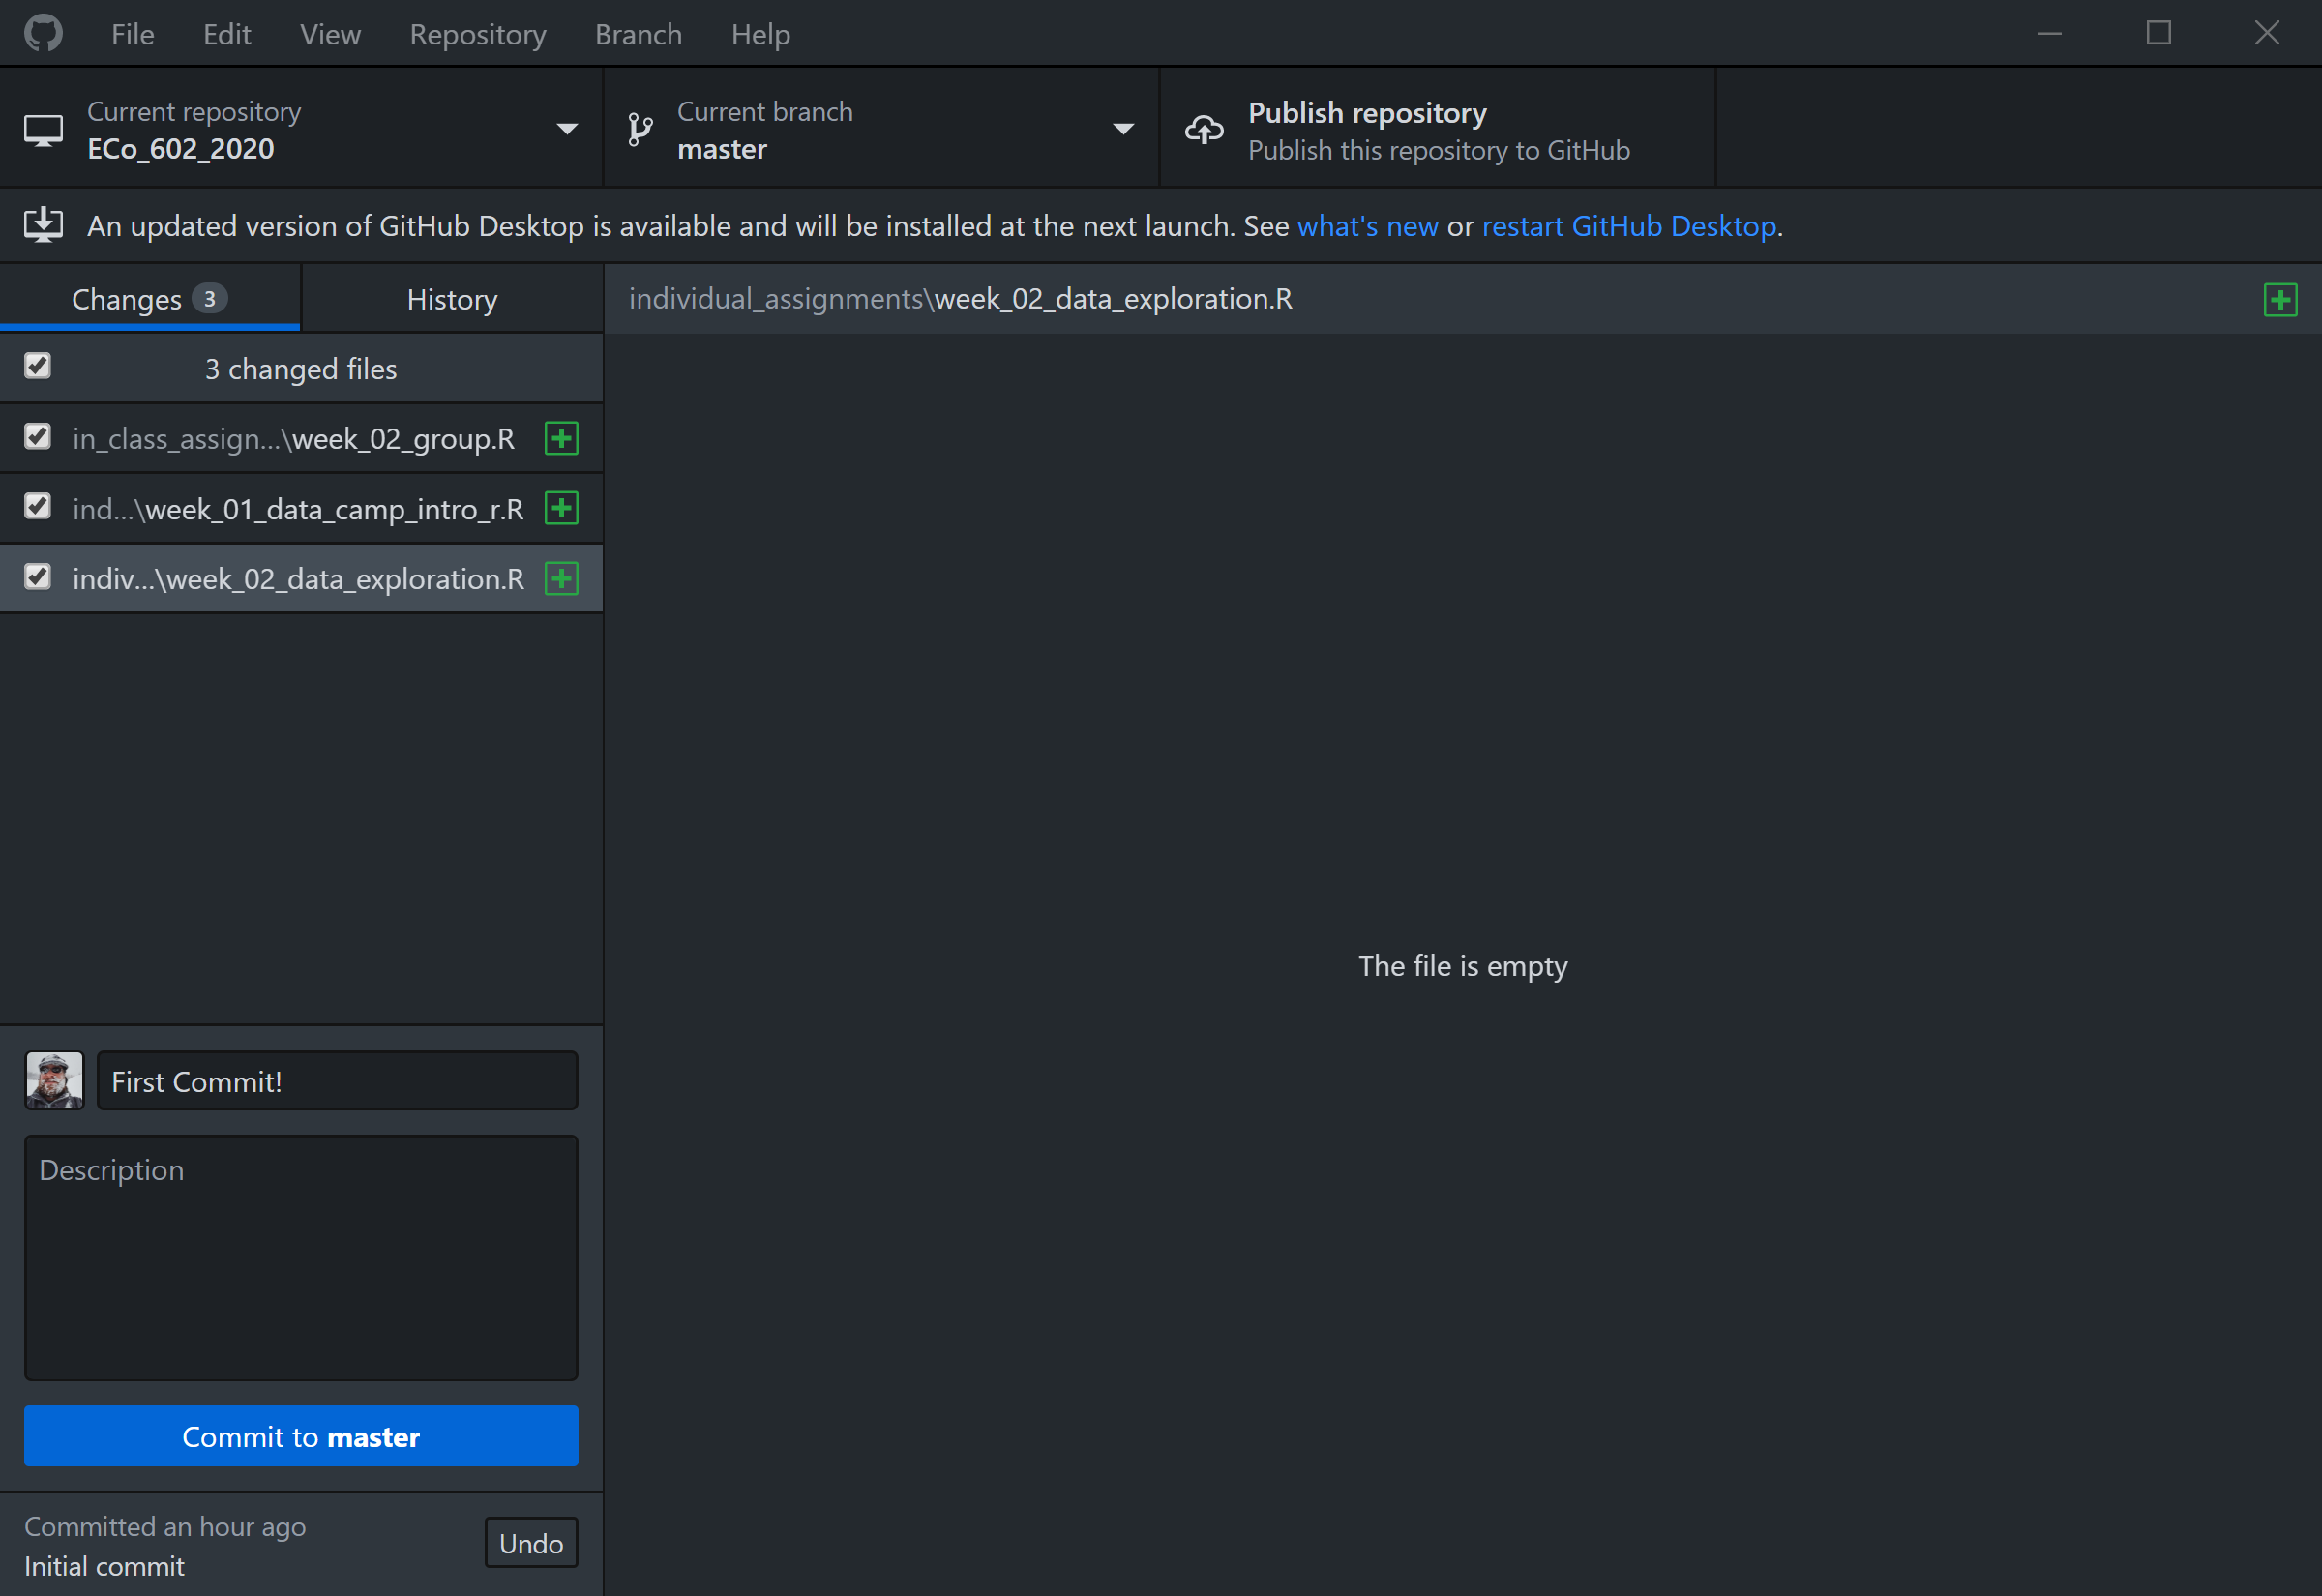 File Edit View Repository Branch Help
Current repository
ECo_602_2020
Current branch
master
Publish repository
Publish this repository to GitHub
An updated version of GitHub Desktop is available and will be installed at the next launch. See what's new or restart GitHub Desktop.
Changes 3
History
individual_assignments\week_02_data_exploration.R
3 changed files
in_class_assign...\week_02_group.R
ind...\week_01_data_camp_intro_r.R
indiv...\week_02_data_exploration.R
The file is empty
First Commit!
Description
Commit to master
Committed an hour ago
Initial commit
Undo